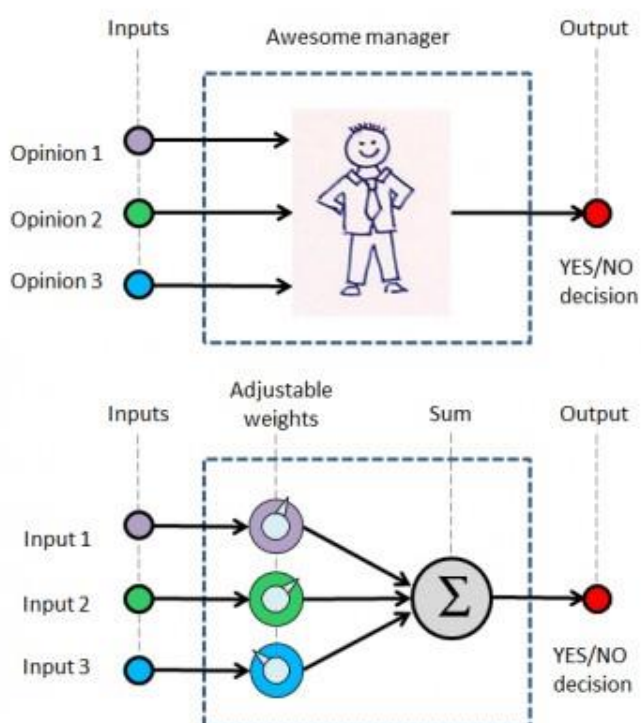 Inputs
Awesome manager
Output
Opinion 1
Opinion 2
Opinion 3
YES/NO
decision
Inputs
Adjustable
weights
Sum
Output
Input 1
Input 2
Input 3
Σ
YES/NO
decision